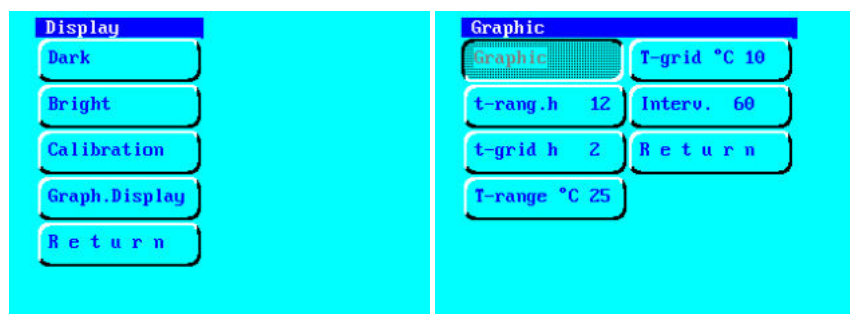 Display
Dark
Bright
Calibration
Graph.Display
R e t u r n
Graphic
Graphic
T-grid °C 10
t-rang.h 12
Interv. 60
t-grid h 2
R e t u r n
T-range °C 25